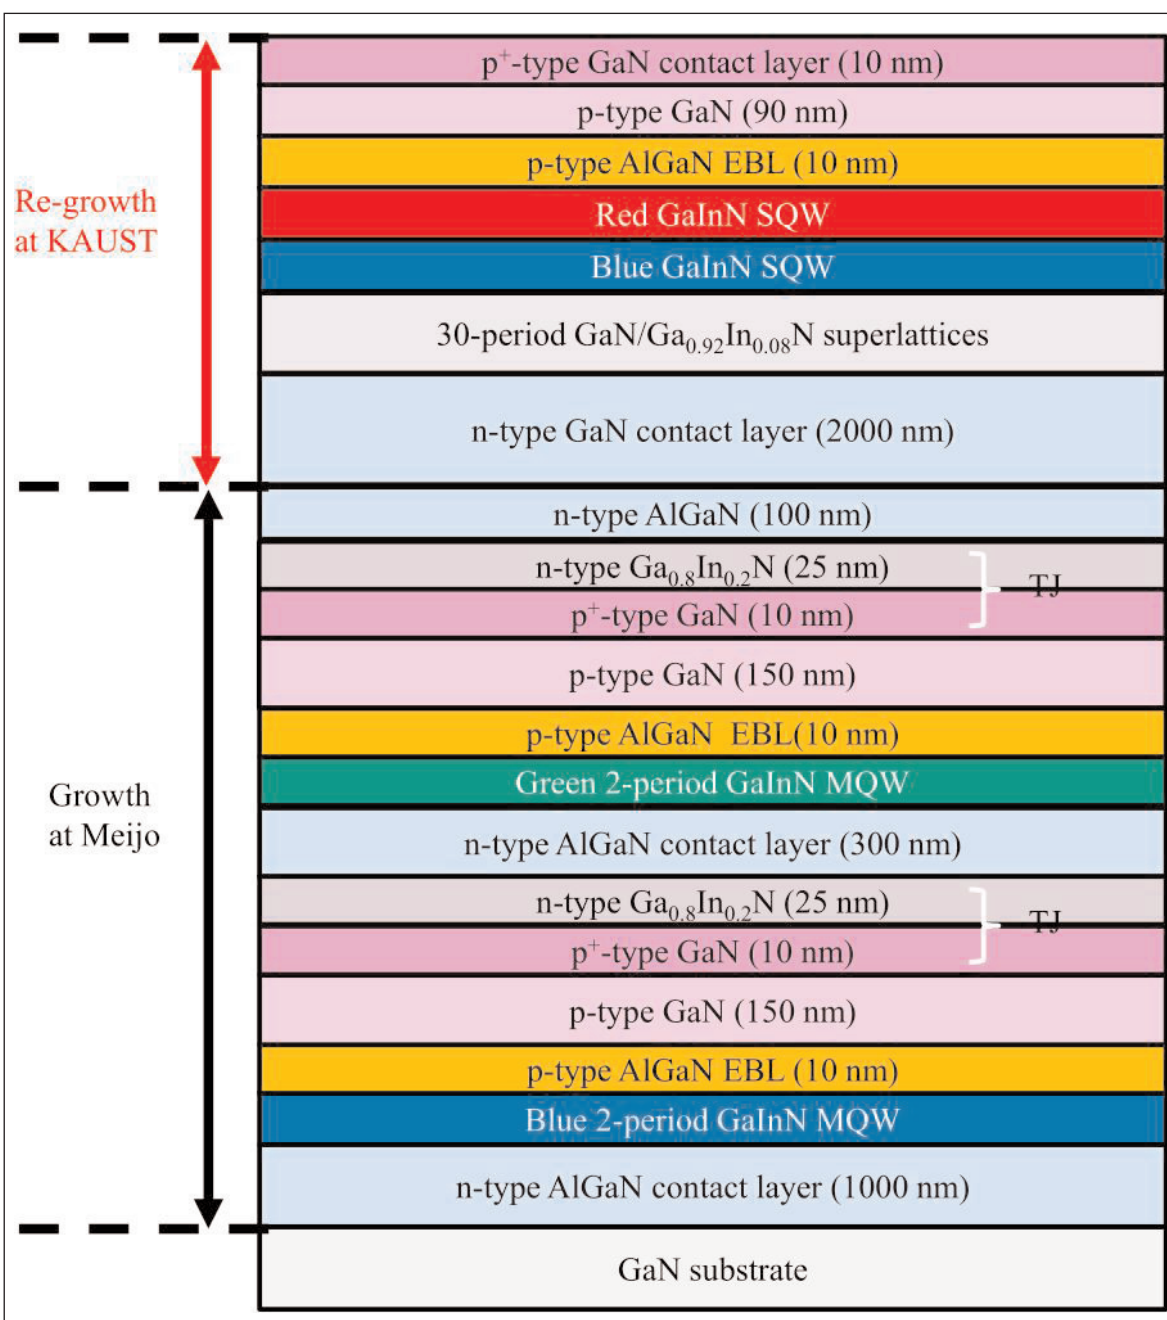 p⁺-type GaN contact layer (10 nm)
p-type GaN (90 nm)
p-type AlGaN EBL (10 nm)
Re-growth
at KAUST
Red GaInN SQW
Blue GaInN SQW
30-period GaN/Ga₀.₉₂In₀.₀₈N superlattices
n-type GaN contact layer (2000 nm)
n-type AlGaN (100 nm)
n-type Ga₀.₈In₀.₂N (25 nm)
TJ
p⁺-type GaN (10 nm)
p-type GaN (150 nm)
p-type AlGaN EBL(10 nm)
Green 2-period GaInN MQW
Growth
at Meijo
n-type AlGaN contact layer (300 nm)
n-type Ga₀.₈In₀.₂N (25 nm)
TJ
p⁺-type GaN (10 nm)
p-type GaN (150 nm)
p-type AlGaN EBL (10 nm)
Blue 2-period GaInN MQW
n-type AlGaN contact layer (1000 nm)
GaN substrate